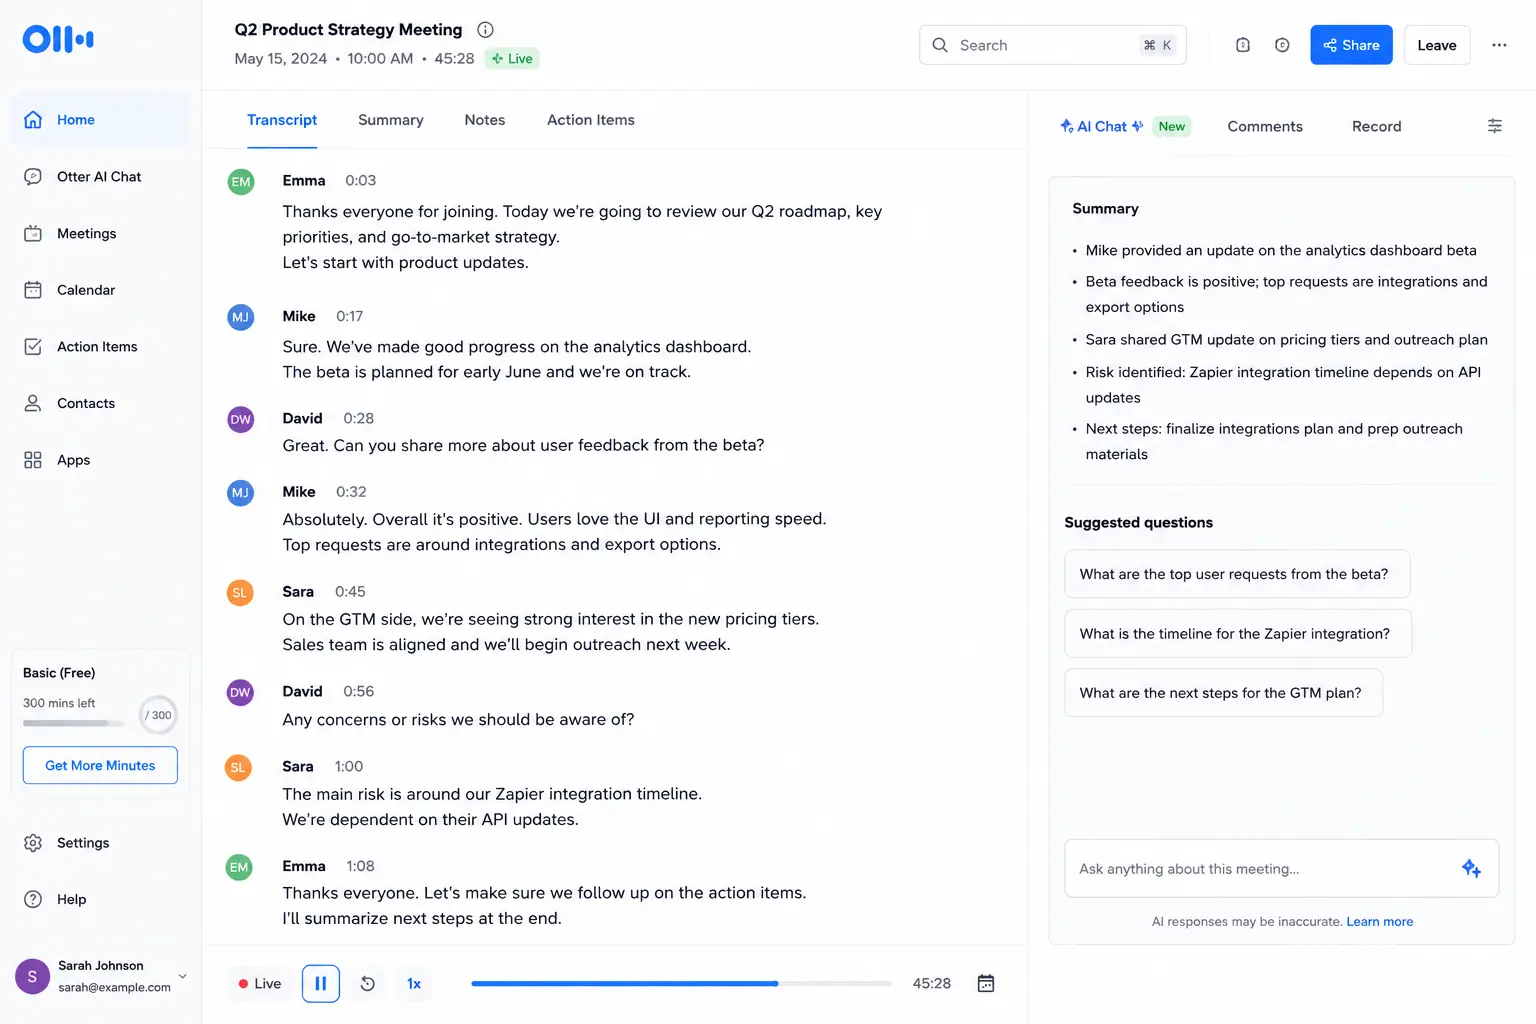 Q2 Product Strategy Meeting
May 15, 2024 • 10:00 AM • 45:28 Live
Search ⌘ K
Share
Leave
Home
Otter AI Chat
Meetings
Calendar
Action Items
Contacts
Apps
Basic (Free)
300 mins left
/ 300
Get More Minutes
Settings
Help
S
Sarah Johnson
sarah@example.com
Transcript Summary Notes Action Items
EM Emma 0:03
Thanks everyone for joining. Today we're going to review our Q2 roadmap, key
priorities, and go-to-market strategy.
Let's start with product updates.
MJ Mike 0:17
Sure. We've made good progress on the analytics dashboard.
The beta is planned for early June and we're on track.
DW David 0:28
Great. Can you share more about user feedback from the beta?
MJ Mike 0:32
Absolutely. Overall it's positive. Users love the UI and reporting speed.
Top requests are around integrations and export options.
SL Sara 0:45
On the GTM side, we're seeing strong interest in the new pricing tiers.
Sales team is aligned and we'll begin outreach next week.
DW David 0:56
Any concerns or risks we should be aware of?
SL Sara 1:00
The main risk is around our Zapier integration timeline.
We're dependent on their API updates.
EM Emma 1:08
Thanks everyone. Let's make sure we follow up on the action items.
I'll summarize next steps at the end.
Live 1x 45:28
AI Chat New Comments Record
Summary
• Mike provided an update on the analytics dashboard beta
• Beta feedback is positive; top requests are integrations and
export options
• Sara shared GTM update on pricing tiers and outreach plan
• Risk identified: Zapier integration timeline depends on API
updates
• Next steps: finalize integrations plan and prep outreach
materials
Suggested questions
What are the top user requests from the beta?
What is the timeline for the Zapier integration?
What are the next steps for the GTM plan?
Ask anything about this meeting...
AI responses may be inaccurate. Learn more